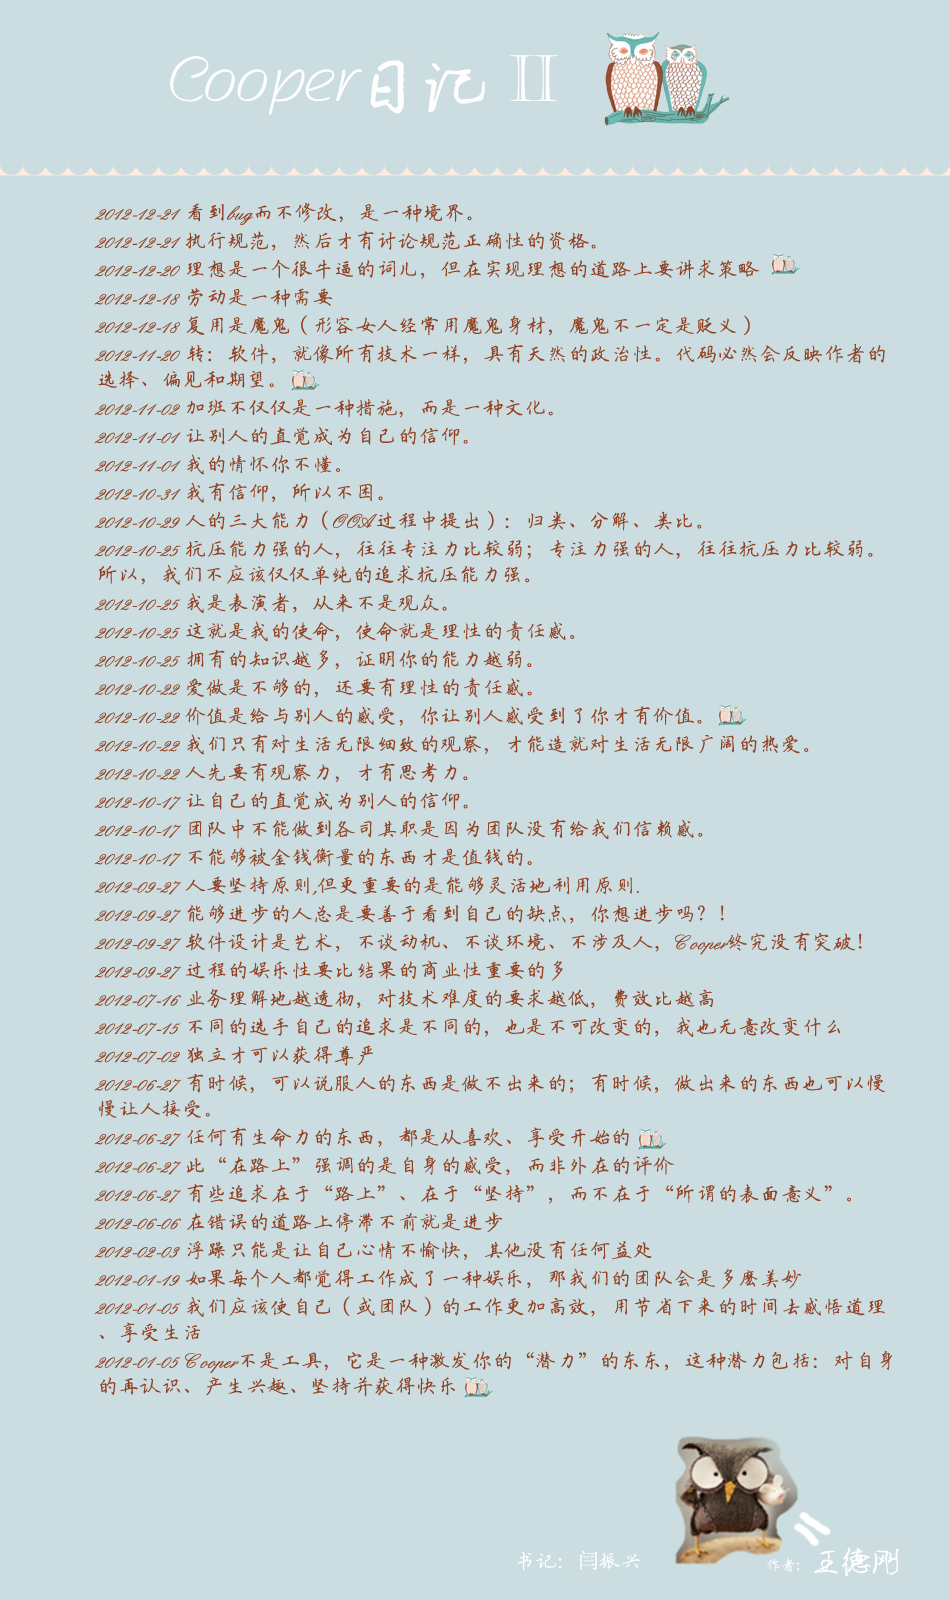 Cooper日记 II
2012-12-21 看到bug而不修改，是一种境界。
2012-12-21 执行规范，然后才有讨论规范正确性的资格。
2012-12-20 理想是一个很牛逼的词儿，但在实现理想的道路上要讲求策略
2012-12-18 劳动是一种需要
2012-12-18 复用是魔鬼（形容女人经常用魔鬼身材，魔鬼不一定是贬义）
2012-11-20 转：软件，就像所有技术一样，具有天然的政治性。代码必然会反映作者的
选择、偏见和期望。
2012-11-02 加班不仅仅是一种措施，而是一种文化。
2012-11-01 让别人的直觉成为自己的信仰。
2012-11-01 我的情怀你不懂。
2012-10-31 我有信仰，所以不困。
2012-10-29 人的三大能力（OOA过程中提出）：归类、分解、类比。
2012-10-25 抗压能力强的人，往往专注力比较弱；专注力强的人，往往抗压力比较弱。
所以，我们不应该仅仅单纯的追求抗压能力强。
2012-10-25 我是表演者，从来不是观众。
2012-10-25 这就是我的使命，使命就是理性的责任感。
2012-10-25 拥有的知识越多，证明你的能力越弱。
2012-10-22 爱做是不够的，还要有理性的责任感。
2012-10-22 价值是给与别人的感受，你让别人感受到了你才有价值。
2012-10-22 我们只有对生活无限细致的观察，才能造就对生活无限广阔的热爱。
2012-10-22 人先要有观察力，才有思考力。
2012-10-17 让自己的直觉成为别人的信仰。
2012-10-17 团队中不能做到各司其职是因为团队没有给我们信赖感。
2012-10-17 不能够被金钱衡量的东西才是值钱的。
2012-09-27 人要坚持原则,但更重要的是能够灵活地利用原则.
2012-09-27 能够进步的人总是要善于看到自己的缺点，你想进步吗？！
2012-09-27 软件设计是艺术，不谈动机、不谈环境、不涉及人，Cooper终究没有突破！
2012-09-27 过程的娱乐性要比结果的商业性重要的多
2012-07-16 业务理解地越透彻，对技术难度的要求越低，费效比越高
2012-07-15 不同的选手自己的追求是不同的，也是不可改变的，我也无意改变什么
2012-07-02 独立才可以获得尊严
2012-06-27 有时候，可以说服人的东西是做不出来的；有时候，做出来的东西也可以慢
慢让人接受。
2012-06-27 任何有生命力的东西，都是从喜欢、享受开始的
2012-06-27 此“在路上”强调的是自身的感受，而非外在的评价
2012-06-27 有些追求在于“路上”、在于“坚持”，而不在于“所谓的表面意义”。
2012-06-06 在错误的道路上停滞不前就是进步
2012-02-03 浮躁只能是让自己心情不愉快，其他没有任何益处
2012-01-19 如果每个人都觉得工作成了一种娱乐，那我们的团队会是多麽美妙
2012-01-05 我们应该使自己（或团队）的工作更加高效，用节省下来的时间去感悟道理
、享受生活
2012-01-05 Cooper不是工具，它是一种激发你的“潜力”的东东，这种潜力包括：对自身
的再认识、产生兴趣、坚持并获得快乐
书记：闫振兴 作者：王德刚